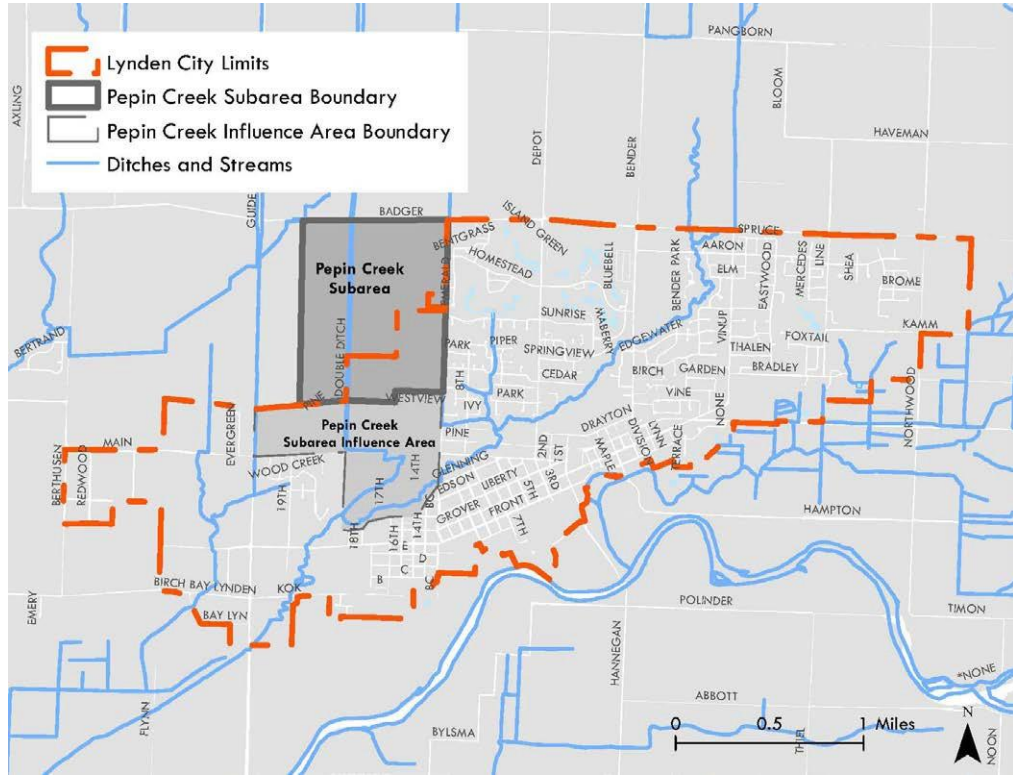 PANGBORN
Lynden City Limits
Pepin Creek Subarea Boundary
Pepin Creek Influence Area Boundary
Ditches and Streams
AXLING
BLOOM
HAVEMAN
DEPOT
BENDER
GUIDE
BADGER
ISLAND GREEN
SPRUCE
BENTGRASS
AARON
HOMESTEAD
BLUEBELL
BENDER PARK
ELM
EASTWOOD
MERCEDES
LINE
SHEA
BROME
Pepin Creek
Subarea
EMERALD
SUNRISE
MABERRY
EDGEWATER
VINUP
FOXTAIL
KAMM
DOUBLE DITCH
PARK
PIPER
SPRINGVIEW
THALEN
BERTRAND
8TH
CEDAR
BIRCH
GARDEN
BRADLEY
PINE
WESTVIEW
IVY
PARK
VINE
NONE
NORTHWOOD
EVERGREEN
Pepin Creek
Subarea Influence Area
PINE
DRAYTON
MAIN
2ND
1ST
MAPLE
DIVISION
LYNN
TERRACE
BERTHUSEN
REDWOOD
WOOD CREEK
14TH
GLENNING
BC
EDSON
LIBERTY
3RD
19TH
17TH
GROVER
FRONT
5TH
7TH
HAMPTON
18TH
16TH
14TH
E
D
C
B
BC
BIRCH BAY LYNDEN
KOK
EMERY
BAY LYN
POLINDER
TIMON
HANNEGAN
*NONE
FLYNN
ABBOTT
BYLSMA
NOON
0
0.5
1 Miles
N